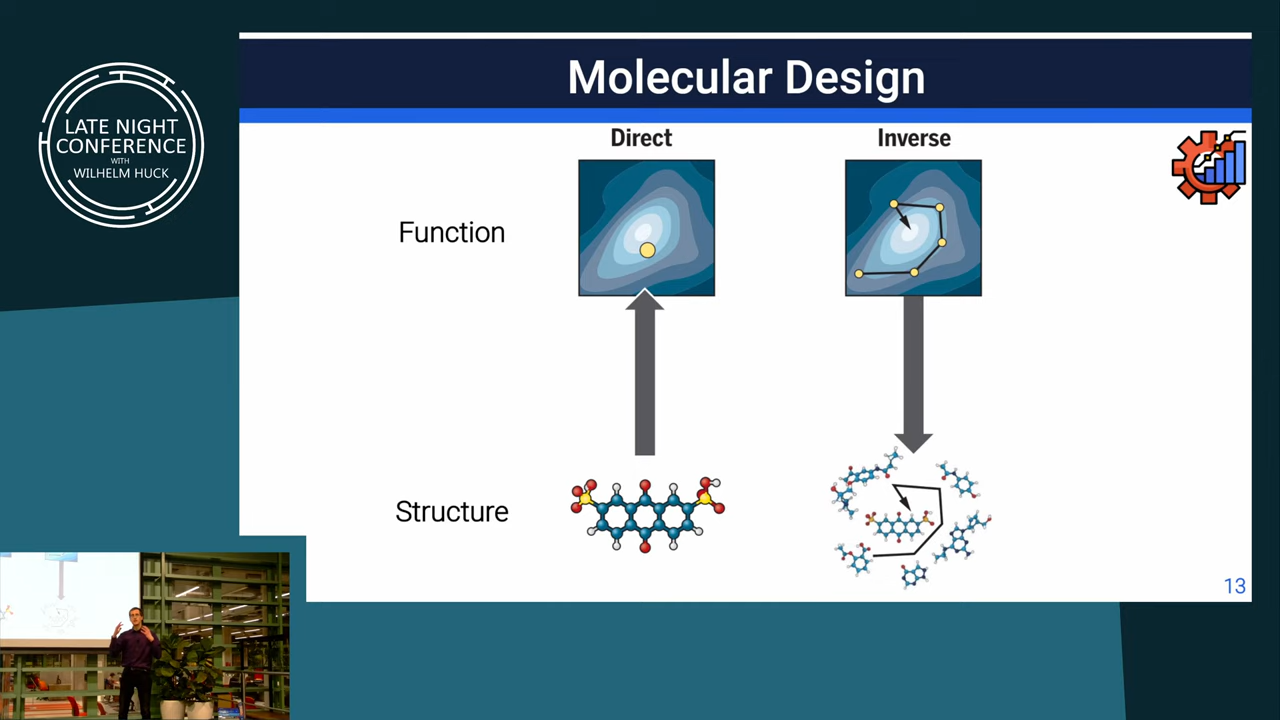 LATE NIGHT
CONFERENCE
WITH
WILHELM HUCK
Molecular Design
Direct
Inverse
Function
Structure
13